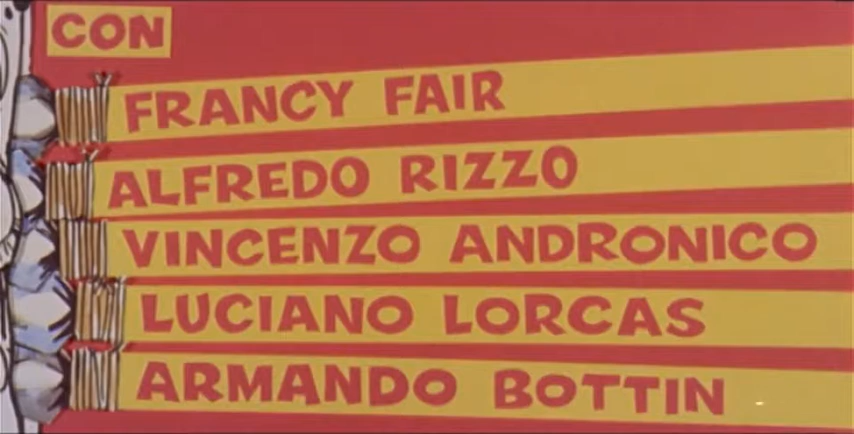 CON
FRANCY FAIR
ALFREDO RIZZO
VINCENZO ANDRONICO
LUCIANO LORCAS
ARMANDO BOTTIN